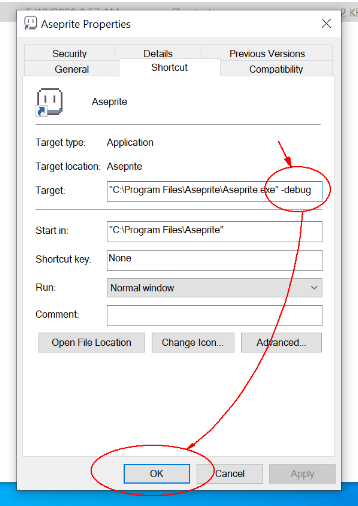 Aseprite Properties
Security Details Previous Versions
General Shortcut Compatibility
Aseprite
Target type: Application
Target location: Aseprite
Target: "C:\Program Files\Aseprite\Aseprite.exe" -debug
Start in: "C:\Program Files\Aseprite"
Shortcut key: None
Run: Normal window
Comment:
Open File Location Change Icon... Advanced...
OK Cancel Apply